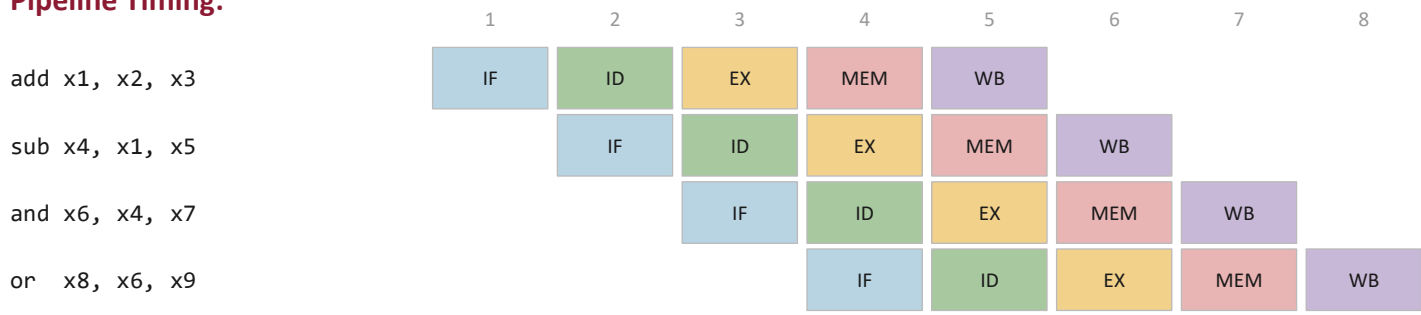 Pipeline Timing:
1 2 3 4 5 6 7 8
add x1, x2, x3 IF ID EX MEM WB
sub x4, x1, x5 IF ID EX MEM WB
and x6, x4, x7 IF ID EX MEM WB
or  x8, x6, x9 IF ID EX MEM WB